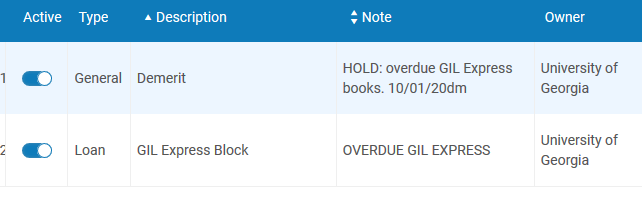 Active Type Description Note Owner
1 General Demerit HOLD: overdue GIL Express books. 10/01/20dm University of Georgia
2 Loan GIL Express Block OVERDUE GIL EXPRESS University of Georgia